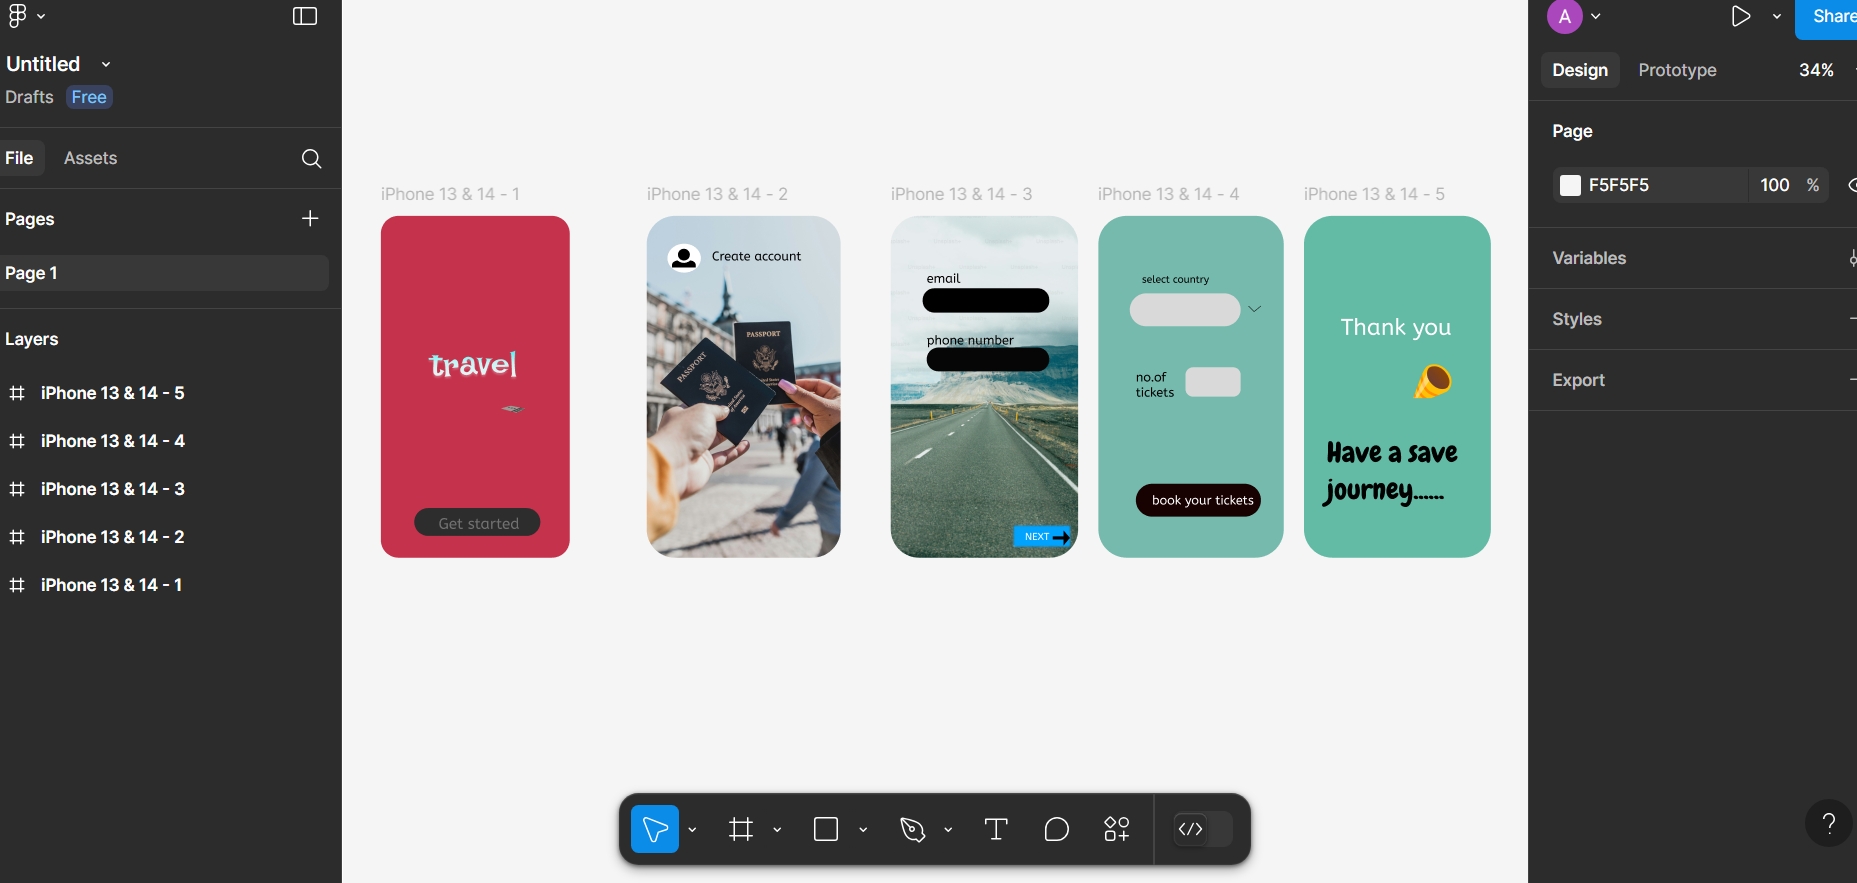 Untitled
Drafts Free
File Assets
Pages
Page 1
Layers
iPhone 13 & 14 - 5
iPhone 13 & 14 - 4
iPhone 13 & 14 - 3
iPhone 13 & 14 - 2
iPhone 13 & 14 - 1
iPhone 13 & 14 - 1
travel
Get started
iPhone 13 & 14 - 2
Create account
PASSPORT
PASSPORT
iPhone 13 & 14 - 3
email
phone number
NEXT
iPhone 13 & 14 - 4
select country
no.of
tickets
book your tickets
iPhone 13 & 14 - 5
Thank you
Have a save
journey......
A
Share
Design Prototype 34%
Page
F5F5F5 100 %
Variables
Styles
Export
?